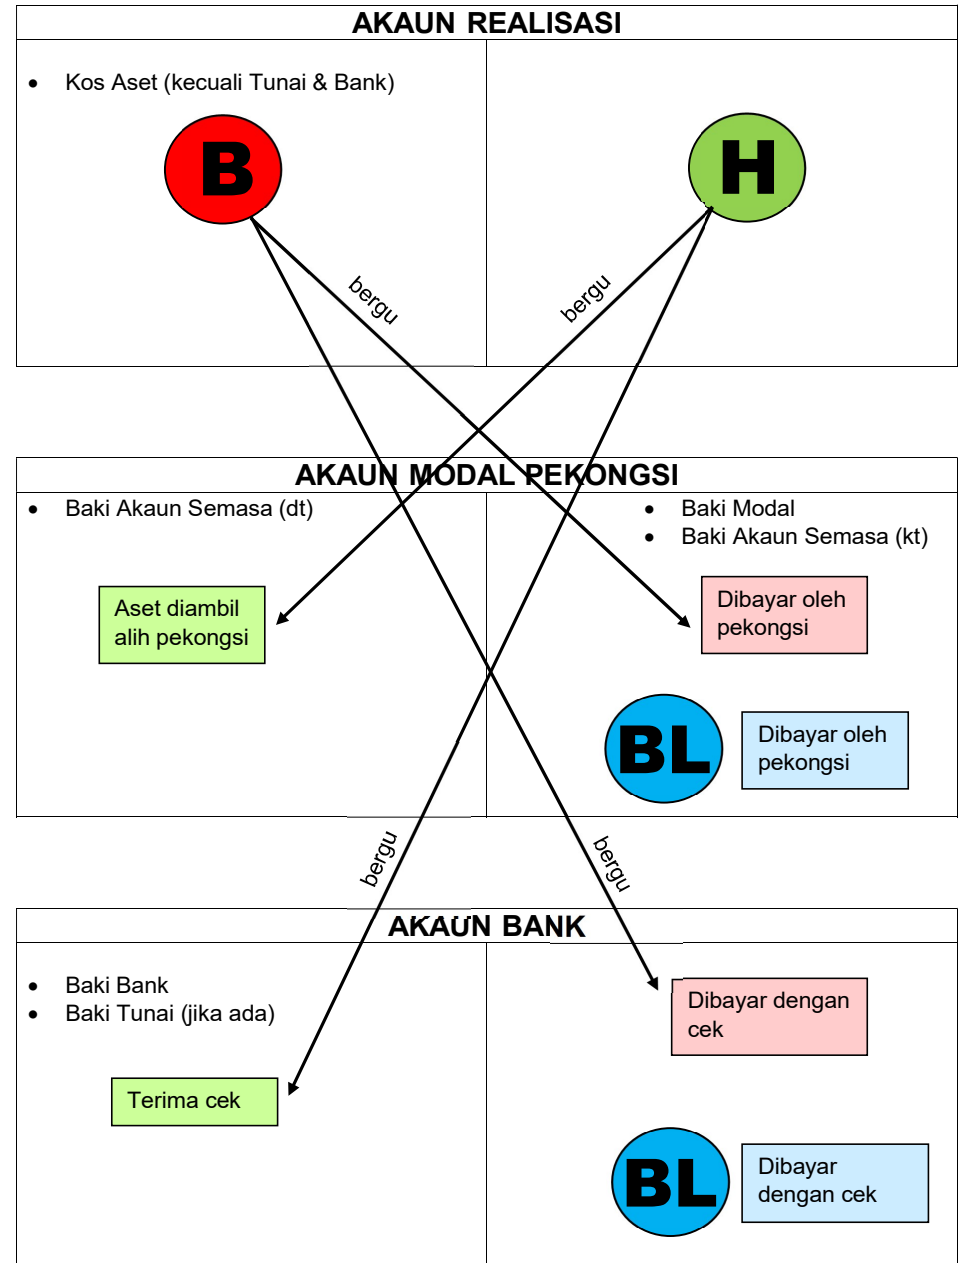 AKAUN REALISASI
• Kos Aset (kecuali Tunai & Bank)
B
H
bergu
bergu
AKAUN MODAL PEKONGSI
• Baki Akaun Semasa (dt)
• Baki Modal
• Baki Akaun Semasa (kt)
Aset diambil
alih pekongsi
Dibayar oleh
pekongsi
BL
Dibayar oleh
pekongsi
bergu
bergu
AKAUN BANK
• Baki Bank
• Baki Tunai (jika ada)
Dibayar dengan
cek
Terima cek
BL
Dibayar
dengan cek